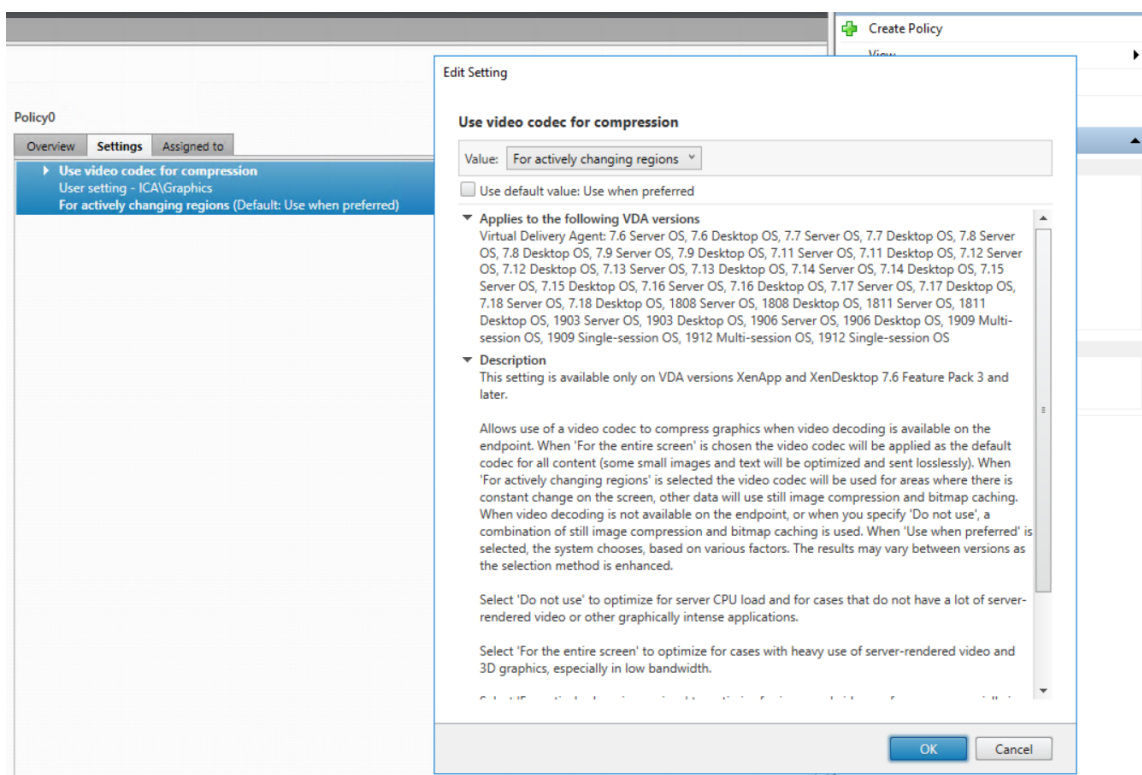 Create Policy
Edit Setting
Policy0
Overview Settings Assigned to
Use video codec for compression
User setting - ICA\Graphics
For actively changing regions (Default: Use when preferred)
Use video codec for compression
Value: For actively changing regions
Use default value: Use when preferred
Applies to the following VDA versions
Virtual Delivery Agent: 7.6 Server OS, 7.6 Desktop OS, 7.7 Server OS, 7.7 Desktop OS, 7.8 Server
OS, 7.8 Desktop OS, 7.9 Server OS, 7.9 Desktop OS, 7.11 Server OS, 7.11 Desktop OS, 7.12 Server
OS, 7.12 Desktop OS, 7.13 Server OS, 7.13 Desktop OS, 7.14 Server OS, 7.14 Desktop OS, 7.15
Server OS, 7.15 Desktop OS, 7.16 Server OS, 7.16 Desktop OS, 7.17 Server OS, 7.17 Desktop OS,
7.18 Server OS, 7.18 Desktop OS, 1808 Server OS, 1808 Desktop OS, 1811 Server OS, 1811
Desktop OS, 1903 Server OS, 1903 Desktop OS, 1906 Server OS, 1906 Desktop OS, 1909 Multi-
session OS, 1909 Single-session OS, 1912 Multi-session OS, 1912 Single-session OS
Description
This setting is available only on VDA versions XenApp and XenDesktop 7.6 Feature Pack 3 and
later.
Allows use of a video codec to compress graphics when video decoding is available on the
endpoint. When 'For the entire screen' is chosen the video codec will be applied as the default
codec for all content (some small images and text will be optimized and sent losslessly). When
'For actively changing regions' is selected the video codec will be used for areas where there is
constant change on the screen, other data will use still image compression and bitmap caching.
When video decoding is not available on the endpoint, or when you specify 'Do not use', a
combination of still image compression and bitmap caching is used. When 'Use when preferred' is
selected, the system chooses, based on various factors. The results may vary between versions as
the selection method is enhanced.
Select 'Do not use' to optimize for server CPU load and for cases that do not have a lot of server-
rendered video or other graphically intense applications.
Select 'For the entire screen' to optimize for cases with heavy use of server-rendered video and
3D graphics, especially in low bandwidth.
OK Cancel